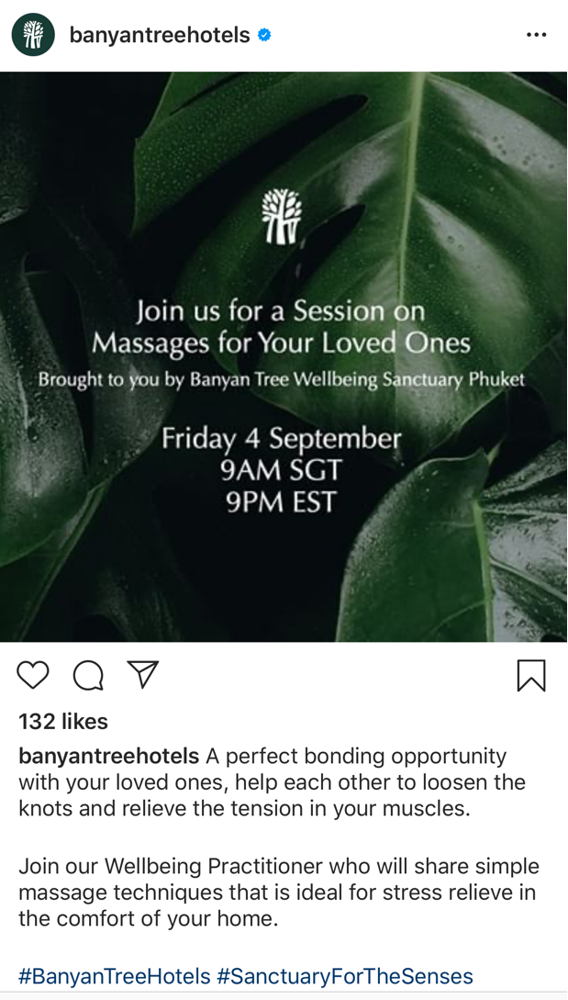 banyantreehotels
Join us for a Session on
Massages for Your Loved Ones
Brought to you by Banyan Tree Wellbeing Sanctuary Phuket
Friday 4 September
9AM SGT
9PM EST
132 likes
banyantreehotels A perfect bonding opportunity
with your loved ones, help each other to loosen the
knots and relieve the tension in your muscles.
Join our Wellbeing Practitioner who will share simple
massage techniques that is ideal for stress relieve in
the comfort of your home.
#BanyanTreeHotels #SanctuaryForTheSenses